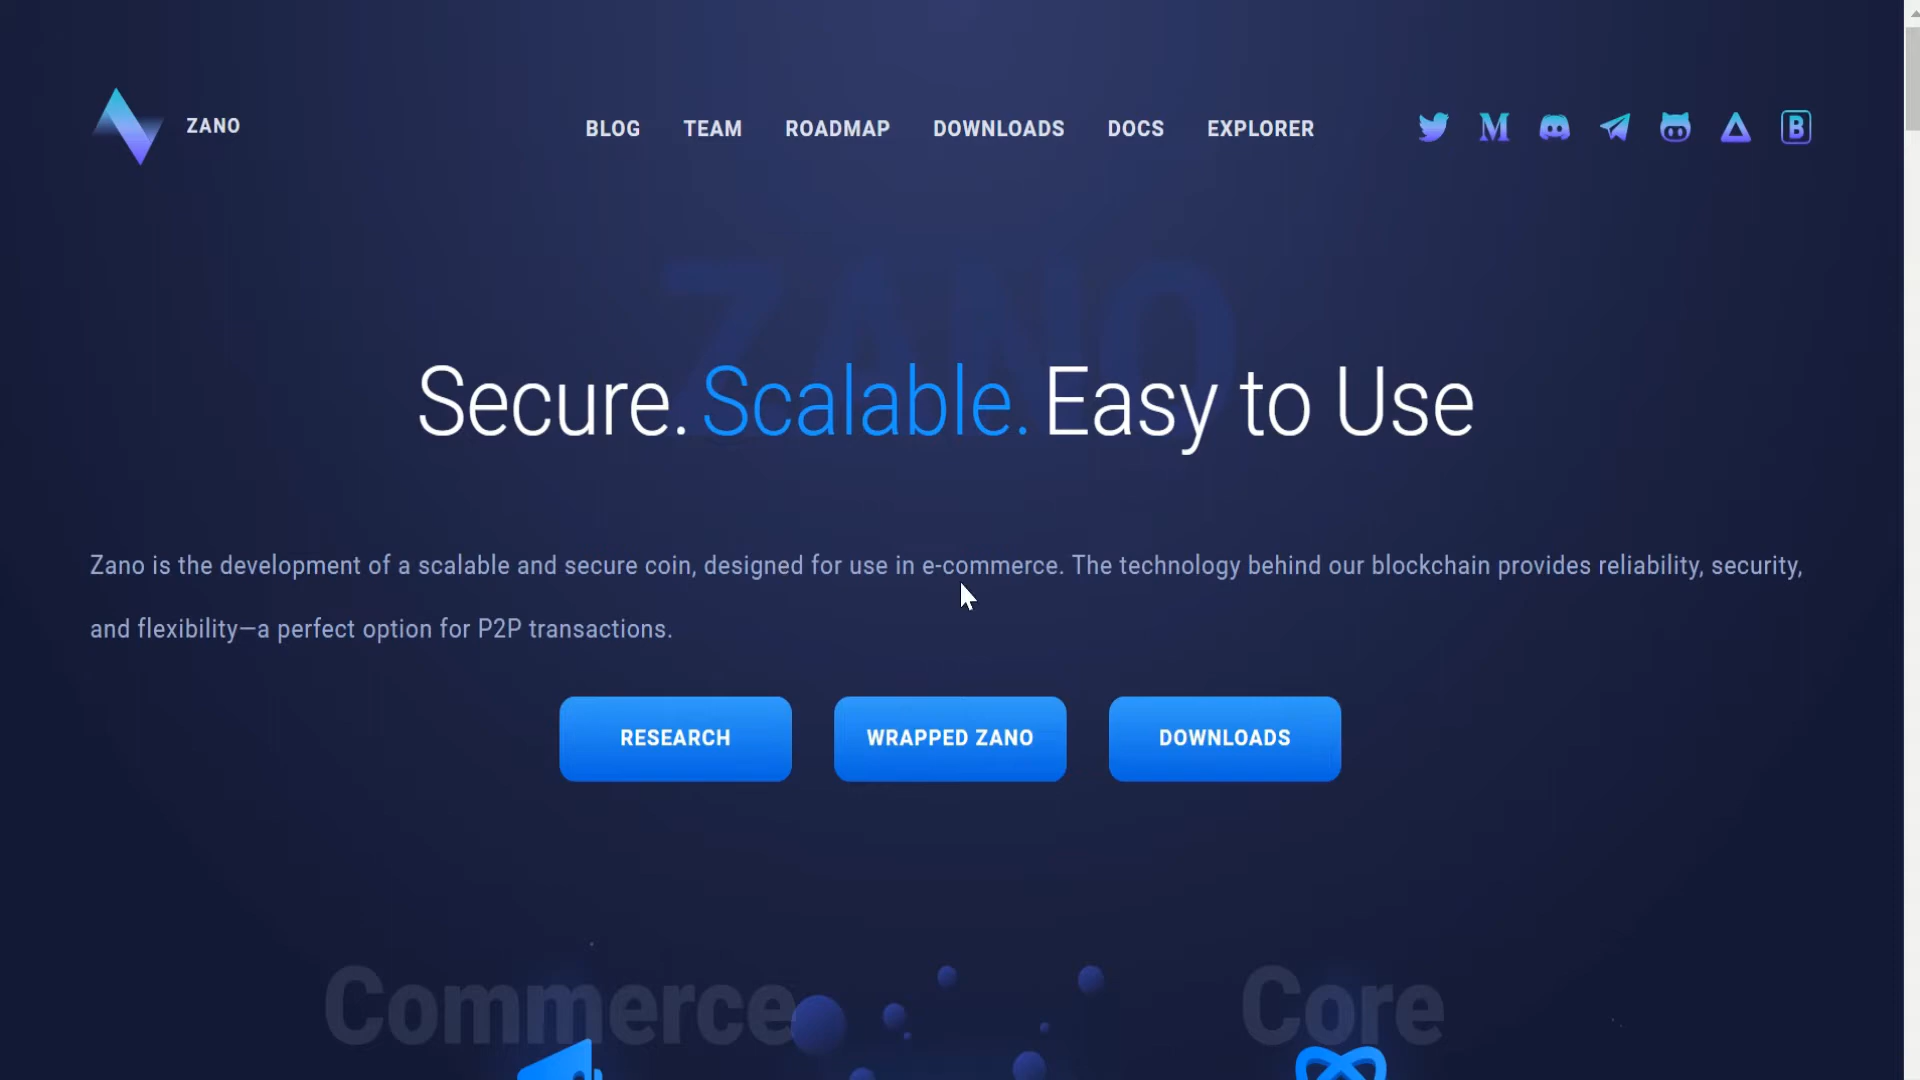 ZANO
BLOG TEAM ROADMAP DOWNLOADS DOCS EXPLORER
ZANO
Secure. Scalable. Easy to Use
Zano is the development of a scalable and secure coin, designed for use in e-commerce. The technology behind our blockchain provides reliability, security,
and flexibility—a perfect option for P2P transactions.
RESEARCH WRAPPED ZANO DOWNLOADS
Commerce Core